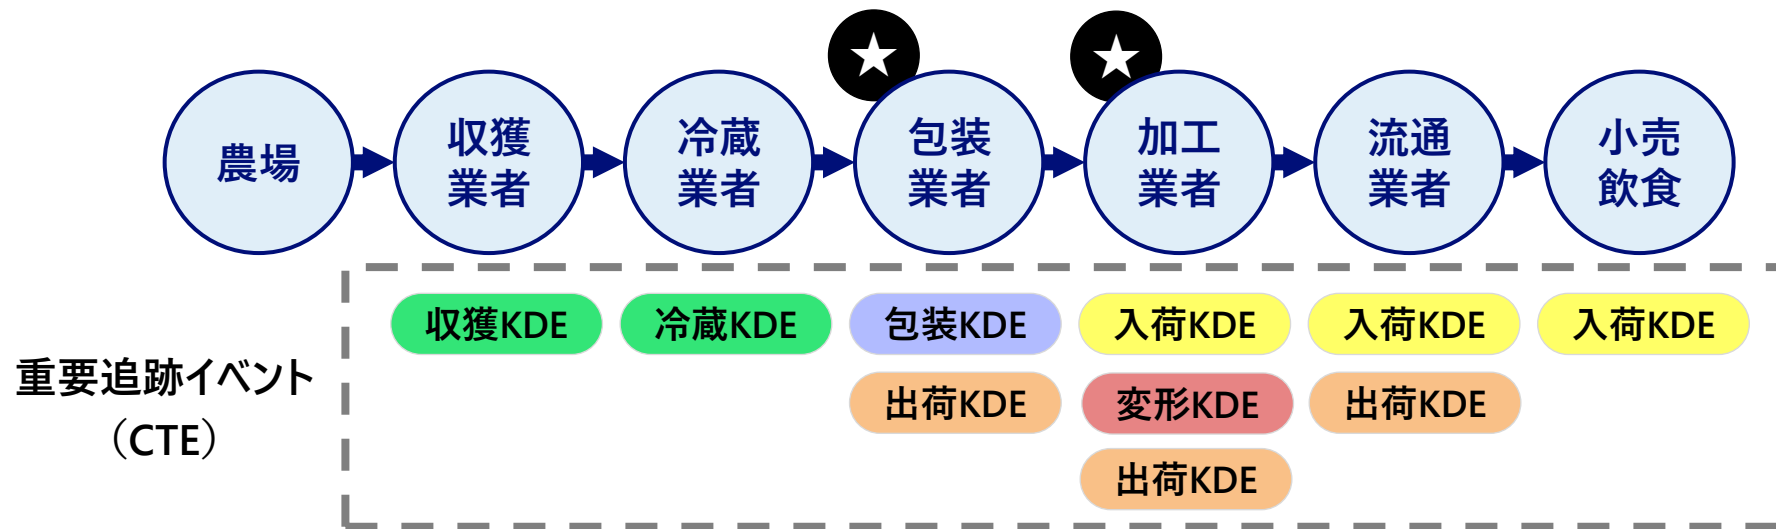 農場
収獲
業者
冷蔵
業者
包装
業者
加工
業者
流通
業者
小売
飲食
重要追跡イベント
（CTE）
収獲KDE
冷蔵KDE
包装KDE
入荷KDE
入荷KDE
入荷KDE
出荷KDE
変形KDE
出荷KDE
出荷KDE